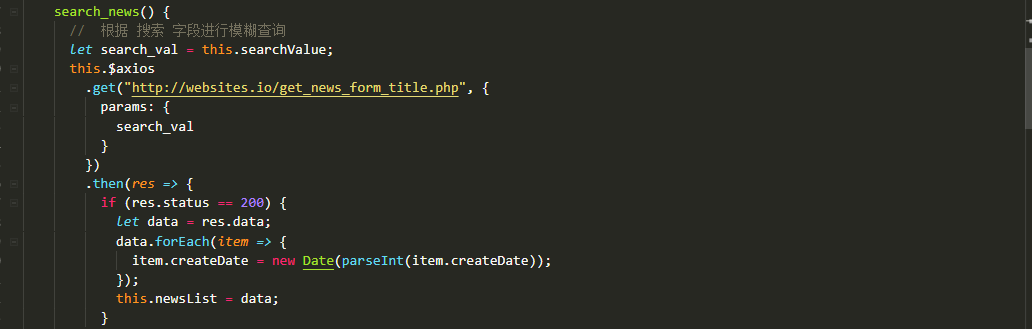 search_news() {
// 根据 搜索 字段进行模糊查询
let search_val = this.searchValue;
this.$axios
.get("http://websites.io/get_news_form_title.php", {
params: {
search_val
}
})
.then(res => {
if (res.status == 200) {
let data = res.data;
data.forEach(item => {
item.createDate = new Date(parseInt(item.createDate));
});
this.newsList = data;
}